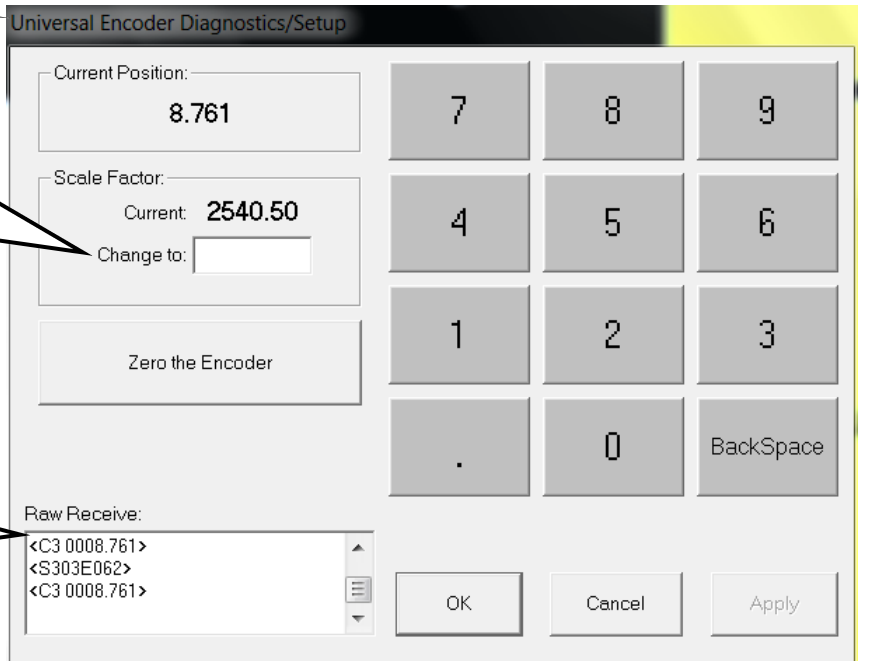 Universal Encoder Diagnostics/Setup
Current Position:
8.761
Scale Factor:
Current: 2540.50
Change to:
Zero the Encoder
7 8 9
4 5 6
1 2 3
. 0 BackSpace
Raw Receive:
<C3 0008.761>
<S303E062>
<C3 0008.761>
OK Cancel Apply